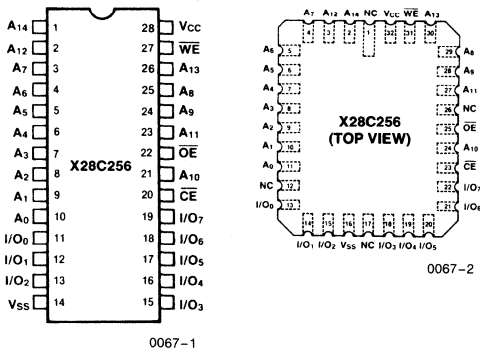 A14 1 28 VCC
A12 2 27 WE
A7 3 26 A13
A6 4 25 A8
A5 5 24 A9
A4 6 23 A11
A3 7 22 OE
X28C256
A2 8 21 A10
A1 9 20 CE
A0 10 19 I/O7
I/O0 11 18 I/O6
I/O1 12 17 I/O5
I/O2 13 16 I/O4
VSS 14 15 I/O3
0067-1
A7 A12 A14 NC VCC WE A13
4 3 2 1 32 31 30
A6 5 29 A8
A5 6 28 A9
A4 7 27 A11
A3 8 26 NC
X28C256
(TOP VIEW)
A2 9 25 OE
A1 10 24 A10
A0 11 23 CE
NC 12 22 I/O7
I/O0 13 21 I/O6
14 15 16 17 18 19 20
I/O1 I/O2 VSS NC I/O3 I/O4 I/O5
0067-2